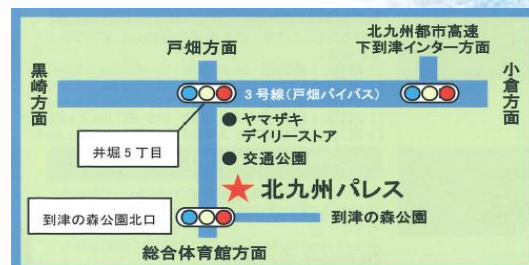 北九州都市高速
下到津インター方面
戸畑方面
黒崎方面
3号線(戸畑バイパス)
小倉方面
ヤマザキ
デイリーストア
井堀5丁目
交通公園
北九州パレス
到津の森公園北口
到津の森公園
総合体育館方面